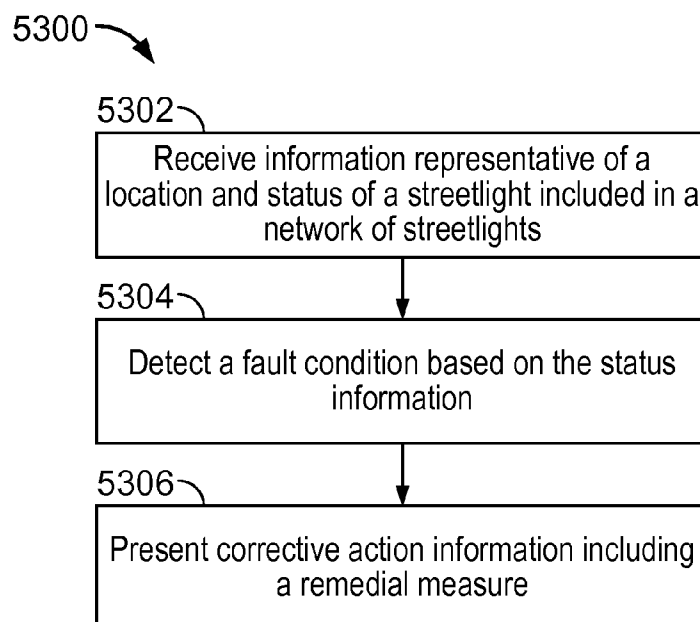 5300
5302
Receive information representative of a
location and status of a streetlight included in a
network of streetlights
5304
Detect a fault condition based on the status
information
5306
Present corrective action information including
a remedial measure